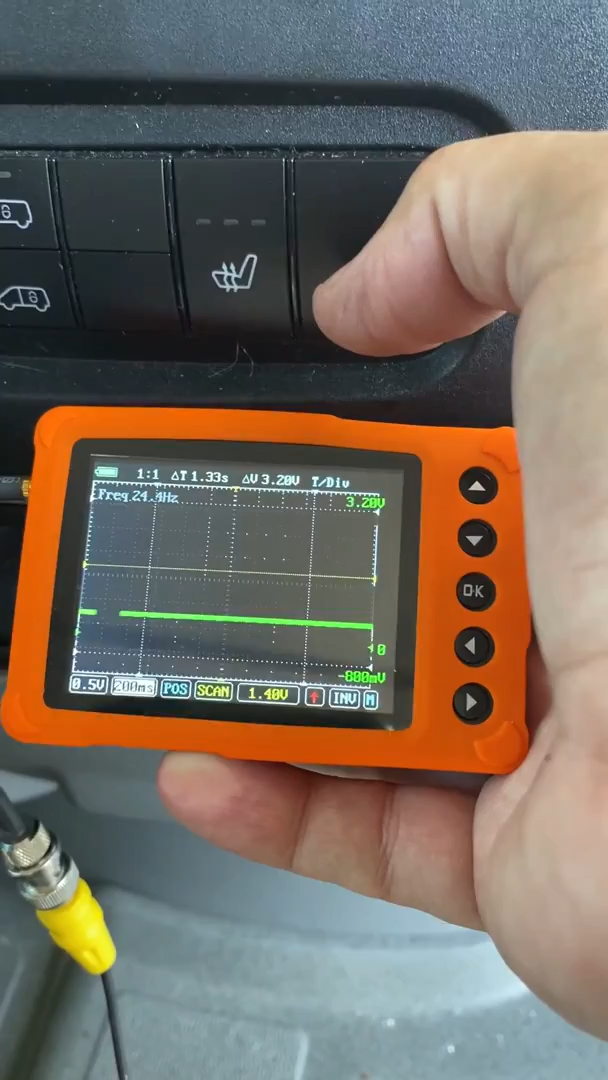 1:1 ΔT 1.33s ΔV 3.20V T/Div
Freq 24.4Hz
3.20V
0
-800mV
0.5V 200ms POS SCAN 1.40V INV M
OK